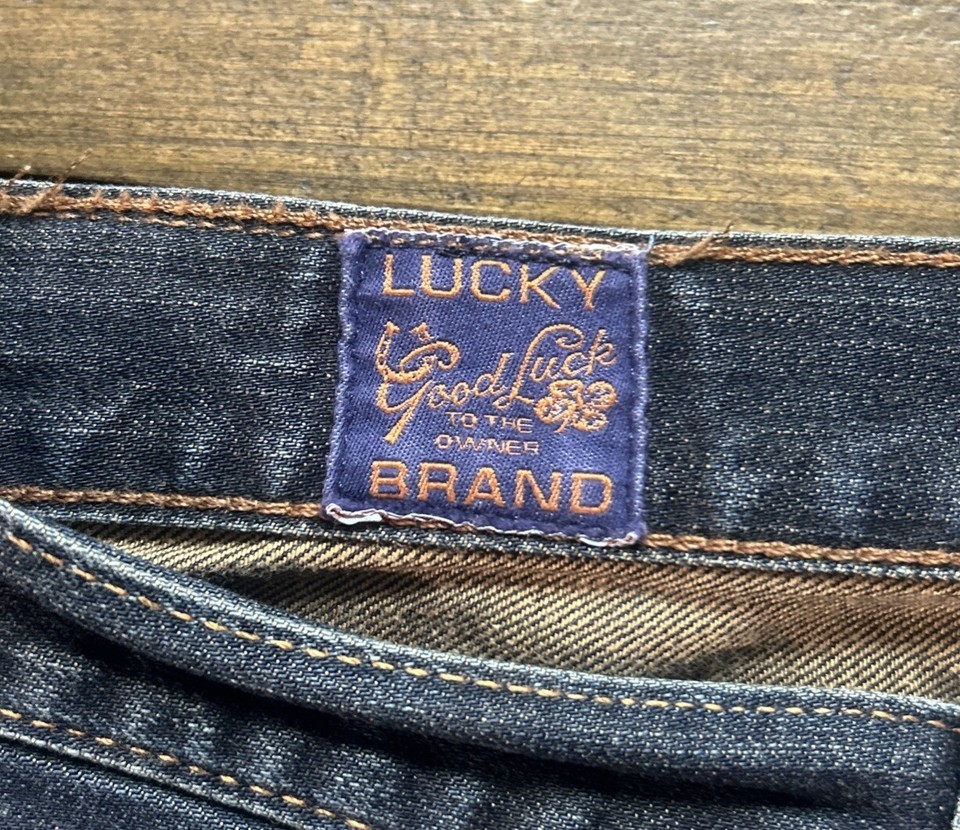 LUCKY
Good Luck
TO THE
OWNER
BRAND